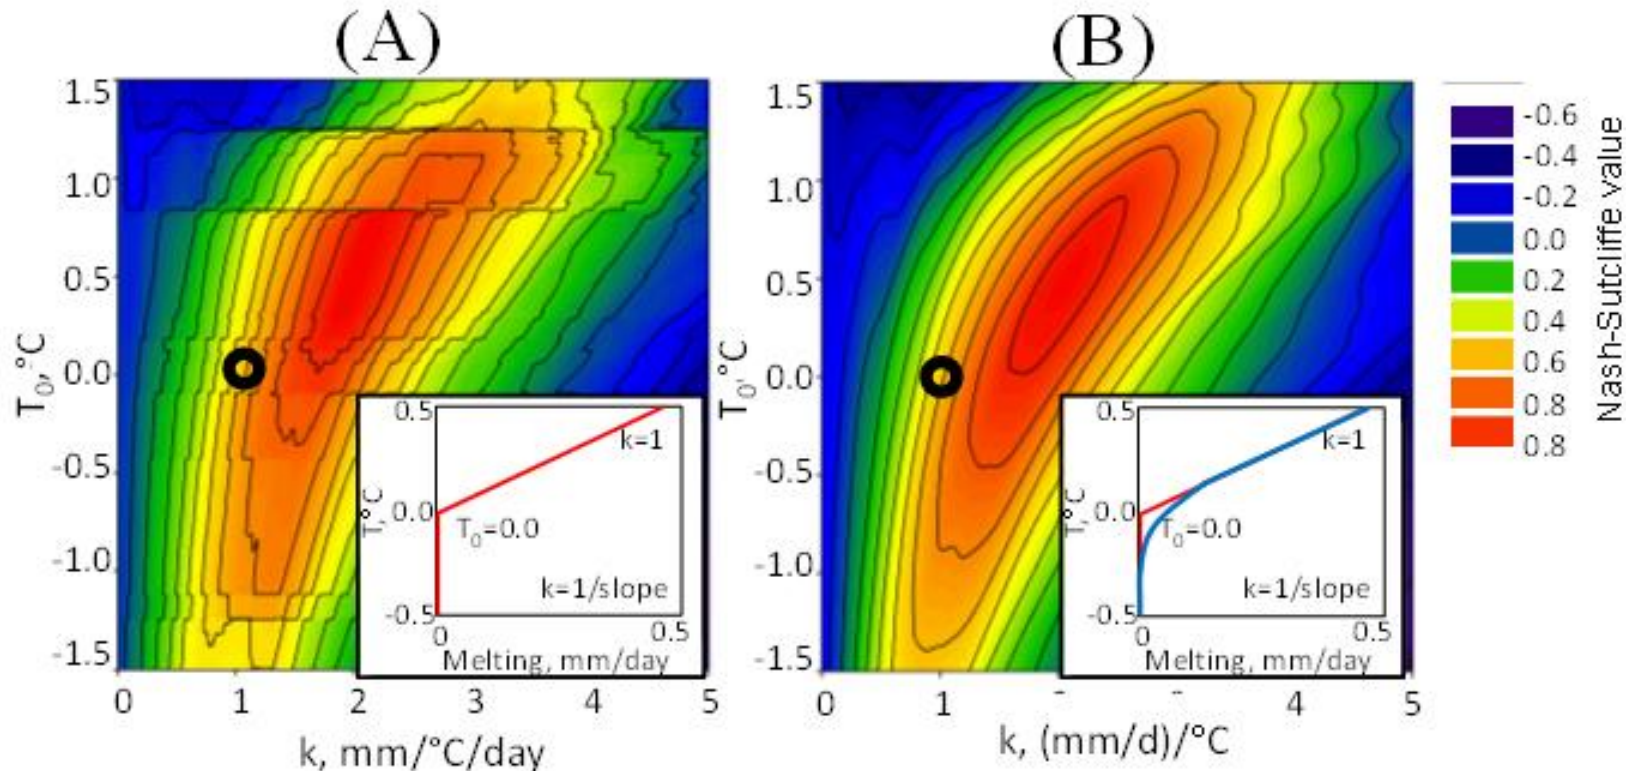 (A)
1.5
1.0
0.5
0.0
-0.5
-1.0
-1.5
T0,°C
0 1 2 3 4 5
k, mm/°C/day
0.5
0.0
-0.5
T,°C
k=1
T0=0.0
k=1/slope
0 0.5
Melting, mm/day
(B)
1.5
1.0
0.5
0.0
-0.5
-1.0
-1.5
T0,°C
0 1 4 5
k, (mm/d)/°C
0.5
0.0
-0.5
T,°C
k=1
T0=0.0
k=1/slope
0 0.5
Melting, mm/day
-0.6
-0.4
-0.2
0.0
0.2
0.4
0.6
0.8
0.8
Nash-Sutcliffe value